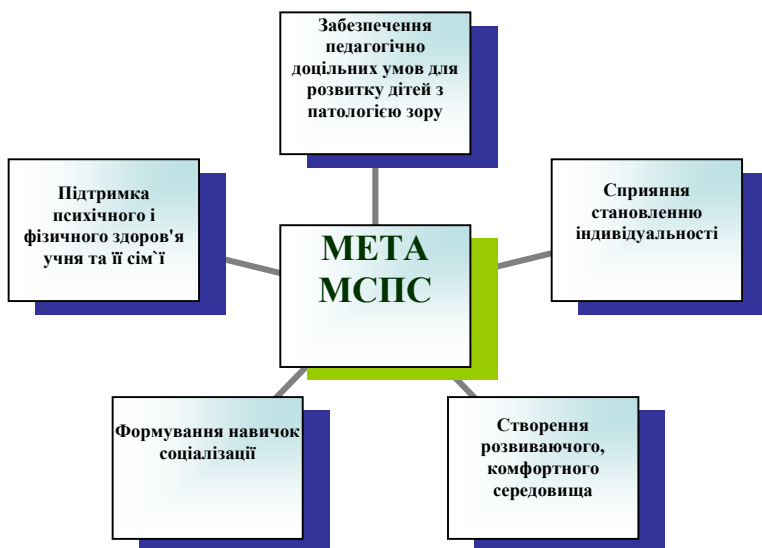 Забезпечення
педагогічно
доцільних умов для
розвитку дітей з
патологією зору
Підтримка
психічного і
фізичного здоров'я
учня та її сім`ї
МЕТА
МСПС
Сприяння
становленню
індивідуальності
Формування навичок
соціалізації
Створення
розвиваючого,
комфортного
середовища